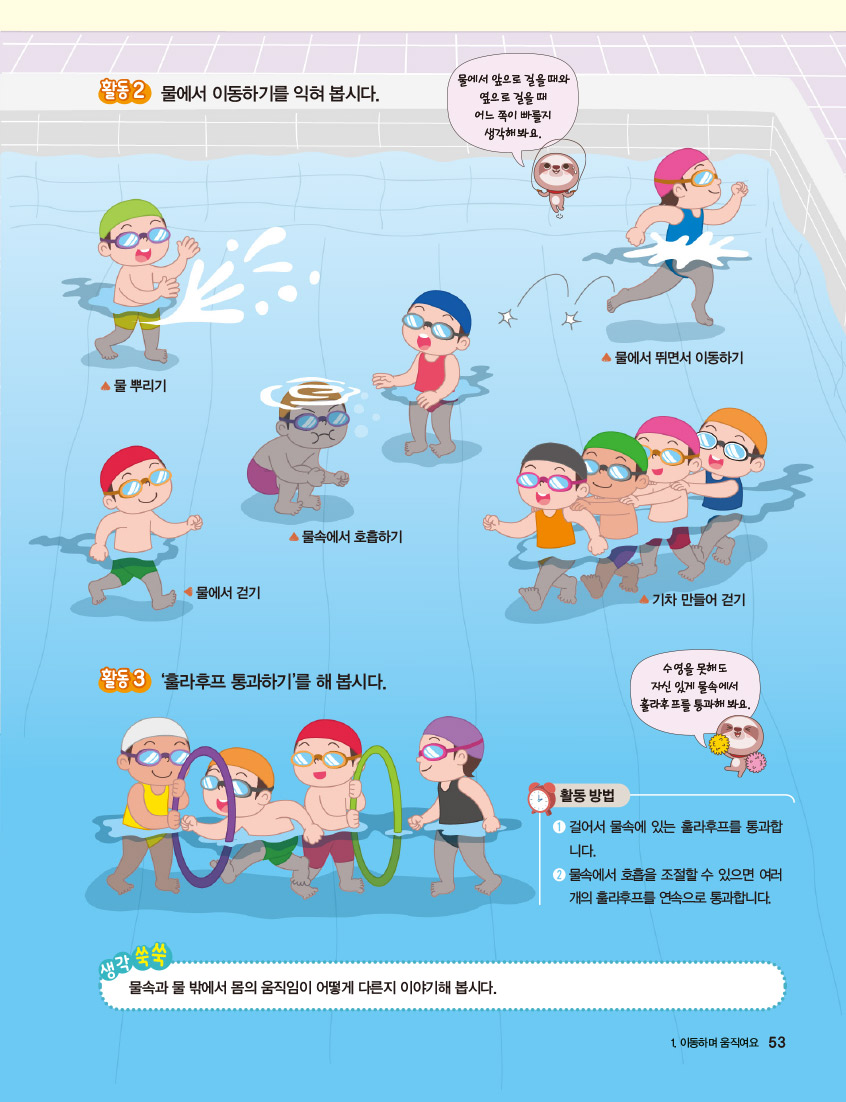 활동 2 물에서 이동하기를 익혀 봅시다.
물에서 앞으로 걸을 때와
옆으로 걸을 때
어느 쪽이 빠를지
생각해 봐요.
물 뿌리기
물에서 뛰면서 이동하기
물속에서 호흡하기
물에서 걷기
기차 만들어 걷기
활동 3 ‘훌라후프 통과하기’를 해 봅시다.
수영을 못해도
자신 있게 물속에서
훌라후프를 통과해 봐요.
활동 방법
1 걸어서 물속에 있는 훌라후프를 통과합
니다.
2 물속에서 호흡을 조절할 수 있으면 여러
개의 훌라후프를 연속으로 통과합니다.
생각 쑥쑥
물속과 물 밖에서 몸의 움직임이 어떻게 다른지 이야기해 봅시다.
1. 이동하며 움직여요 53